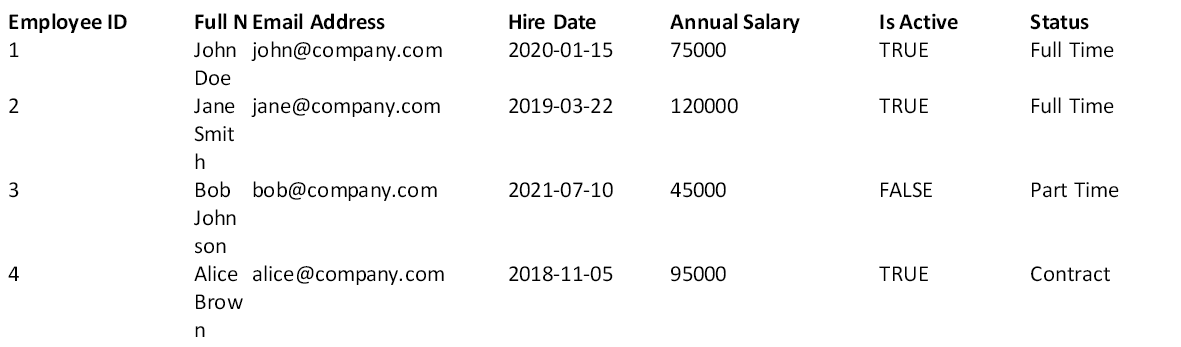 Employee ID Full N Email Address Hire Date Annual Salary Is Active Status
1 John john@company.com 2020-01-15 75000 TRUE Full Time
Doe
2 Jane jane@company.com 2019-03-22 120000 TRUE Full Time
Smit
h
3 Bob bob@company.com 2021-07-10 45000 FALSE Part Time
John
son
4 Alice alice@company.com 2018-11-05 95000 TRUE Contract
Brow
n